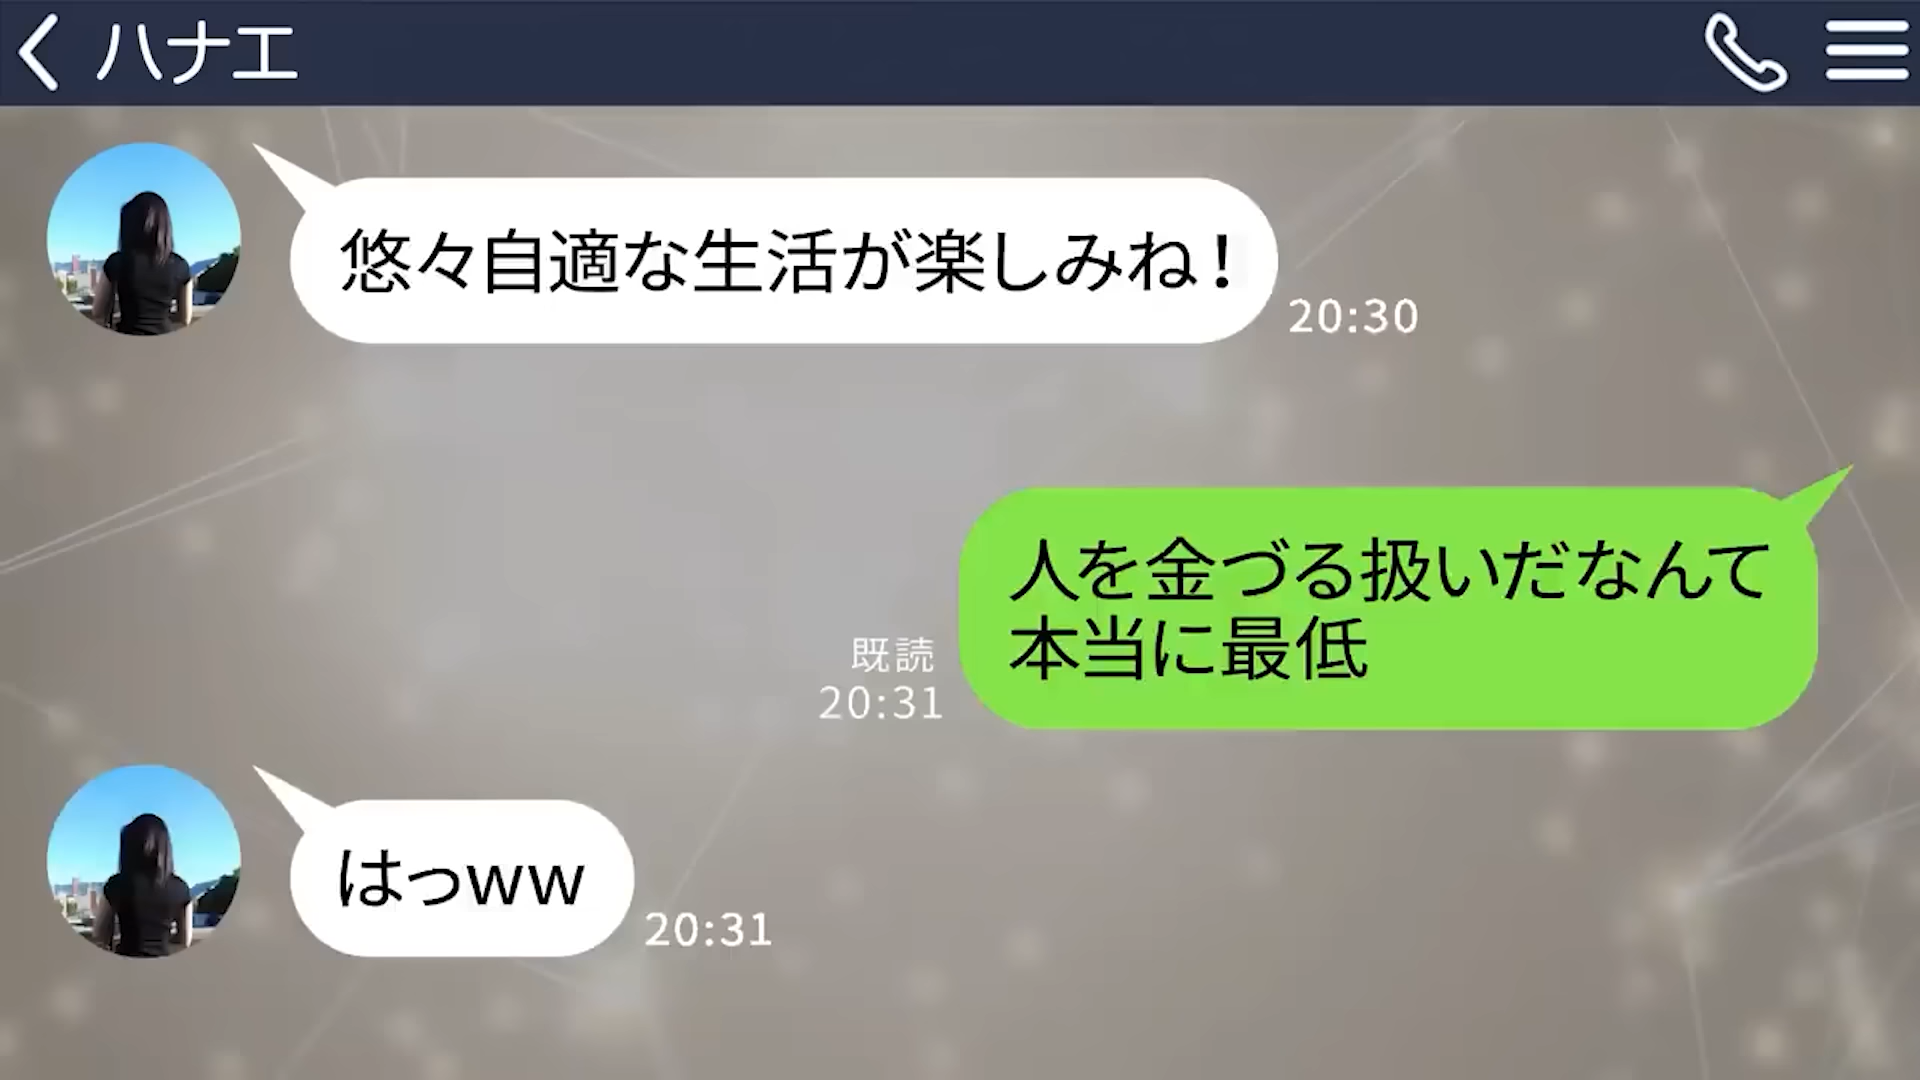 ハナエ
悠々自適な生活が楽しみね！
20:30
人を金づる扱いだなんて
本当に最低
既読
20:31
はっww
20:31